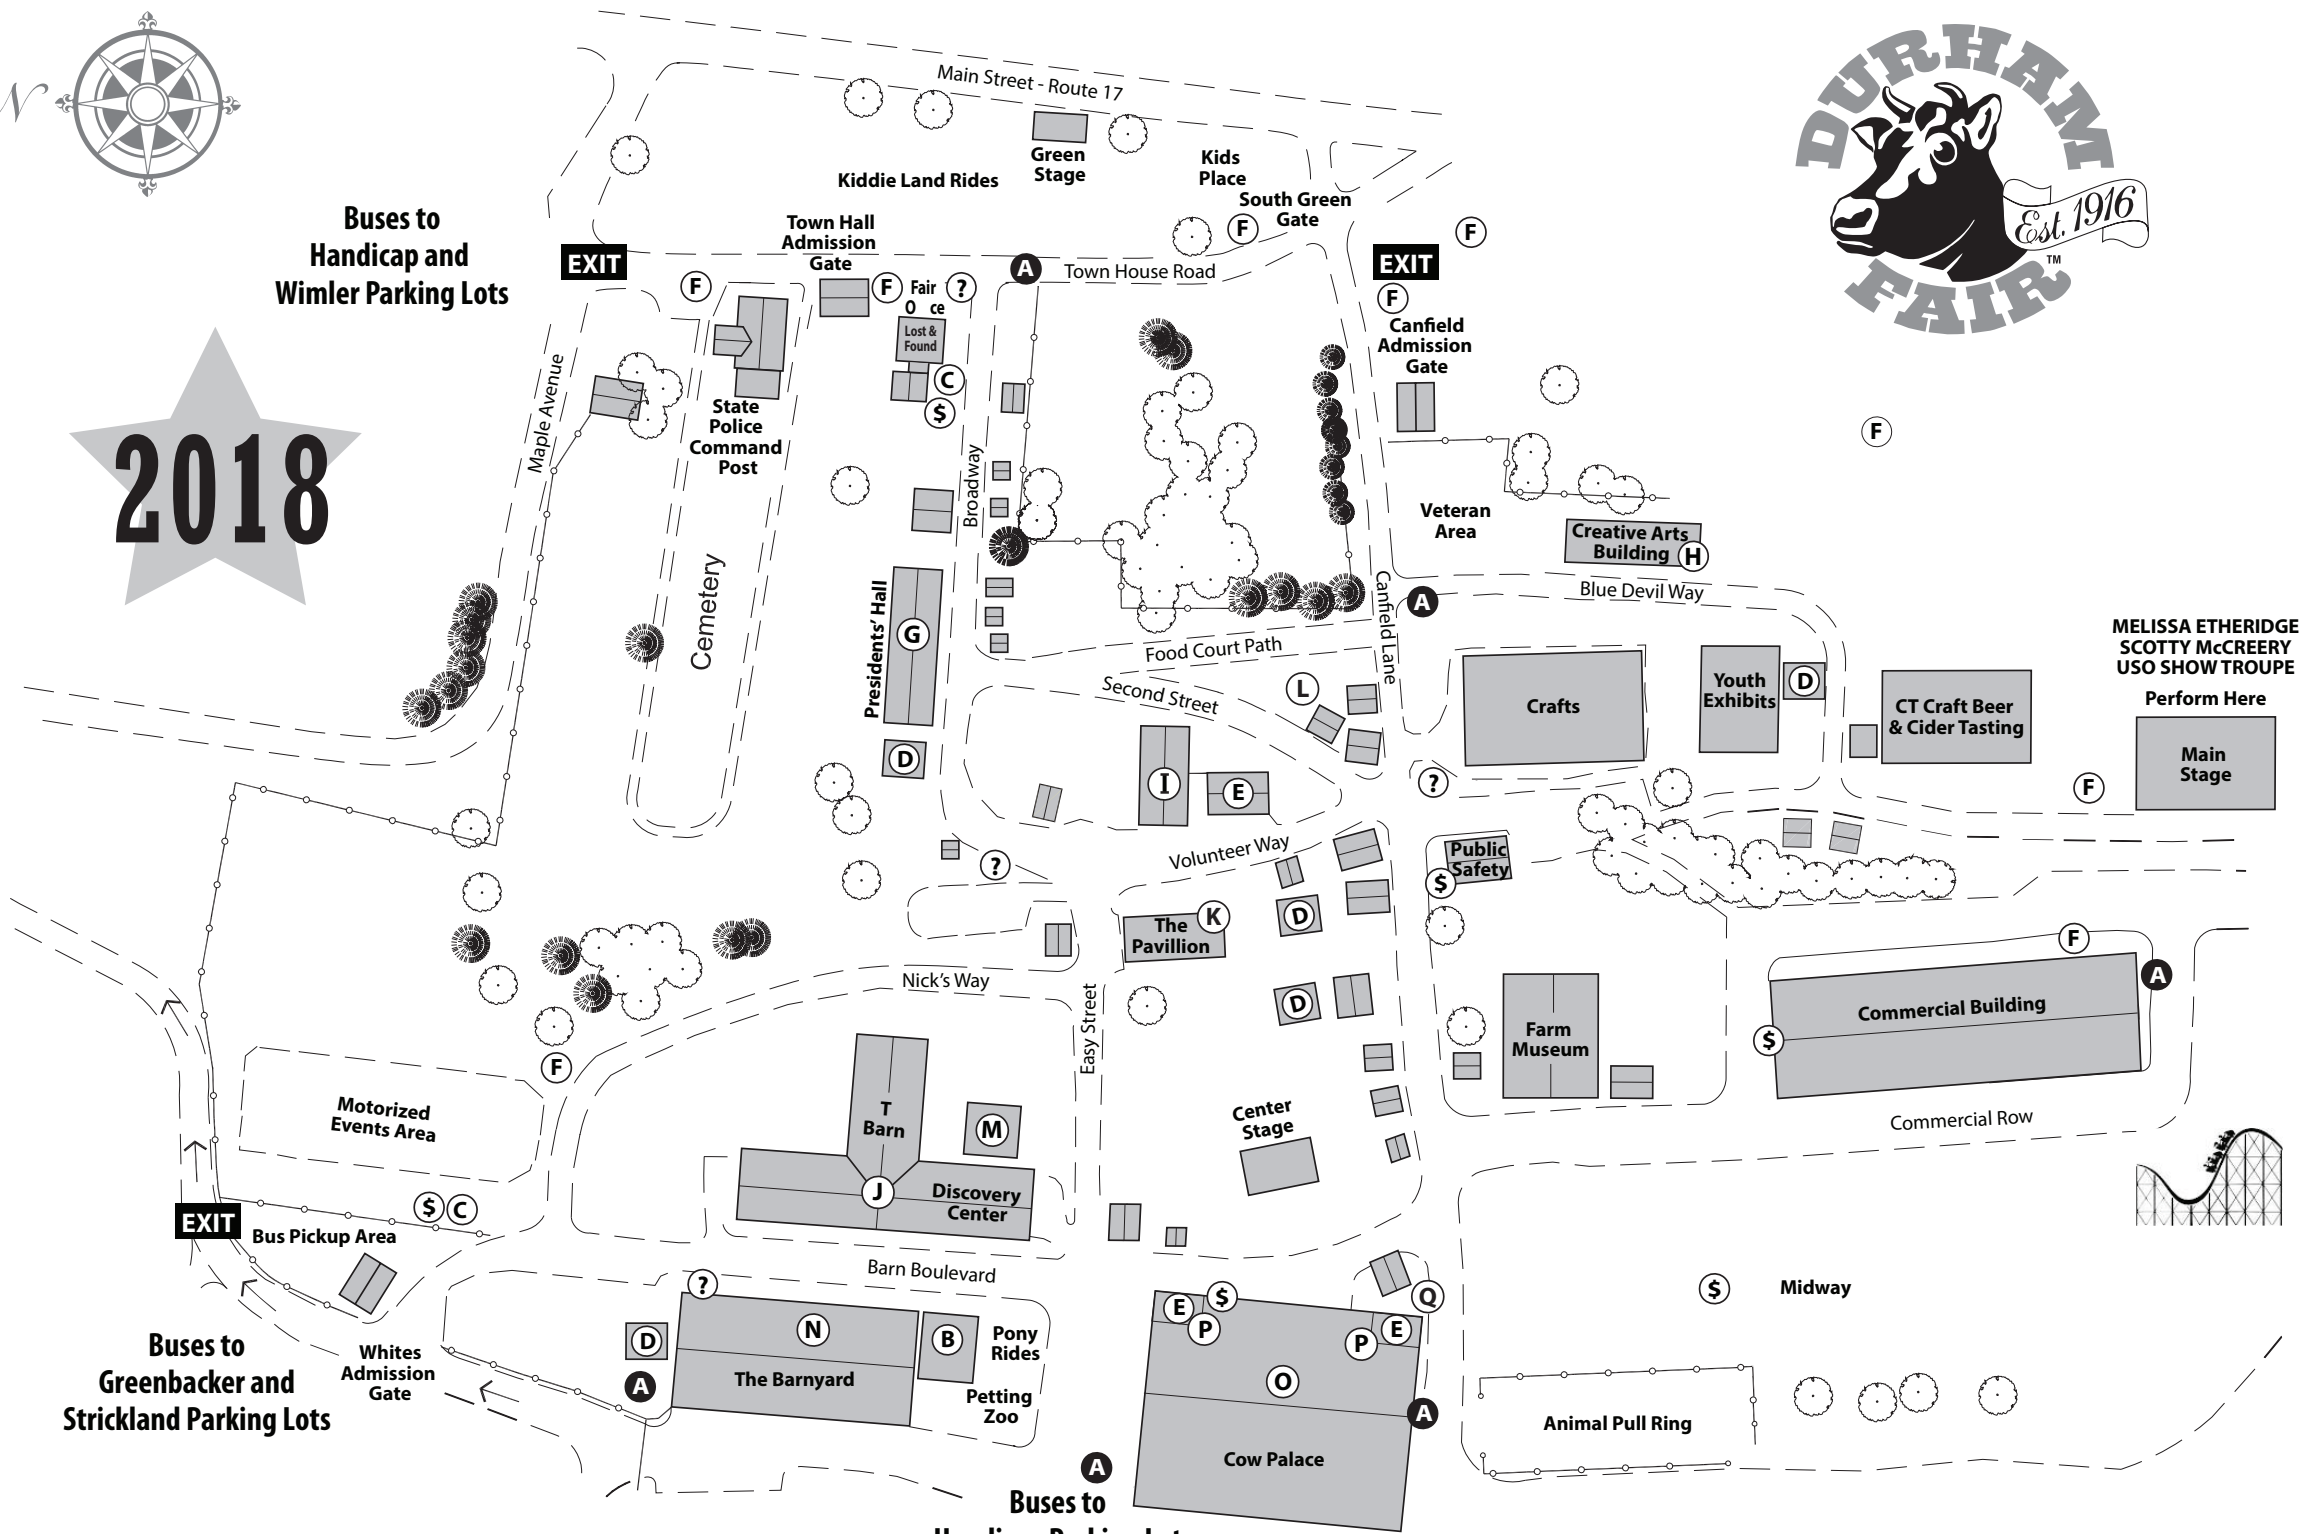 N
DURHAM
FAIR
Est. 1916
TM
2018
Main Street - Route 17
Green
Stage
Kids
Place
Kiddie Land Rides
South Green
Gate
F
F
Buses to
Handicap and
Wimler Parking Lots
Town Hall
Admission
Gate
EXIT
A
Town House Road
EXIT
F
F
Fair
O ce
?
F
Lost &
Found
C
$
Canfield
Admission
Gate
F
Maple Avenue
State
Police
Command
Post
Broadway
Veteran
Area
Creative Arts
Building
H
Cemetery
Presidents' Hall
G
Canfield Lane
A
Blue Devil Way
Food Court Path
Second Street
L
Crafts
Youth
Exhibits
D
CT Craft Beer
& Cider Tasting
MELISSA ETHERIDGE
SCOTTY McCREERY
USO SHOW TROUPE
Perform Here
Main
Stage
F
D
I
E
?
?
Volunteer Way
Public
Safety
$
The
Pavillion
K
D
D
F
A
Nick's Way
Easy Street
Farm
Museum
Commercial Building
$
F
Motorized
Events Area
T
Barn
M
Center
Stage
Commercial Row
J
Discovery
Center
$
C
EXIT
Bus Pickup Area
Barn Boulevard
?
$
Midway
Buses to
Greenbacker and
Strickland Parking Lots
Whites
Admission
Gate
D
N
B
Pony
Rides
The Barnyard
A
Petting
Zoo
E
$
P
P
E
Q
O
A
Cow Palace
Animal Pull Ring
A
Buses to